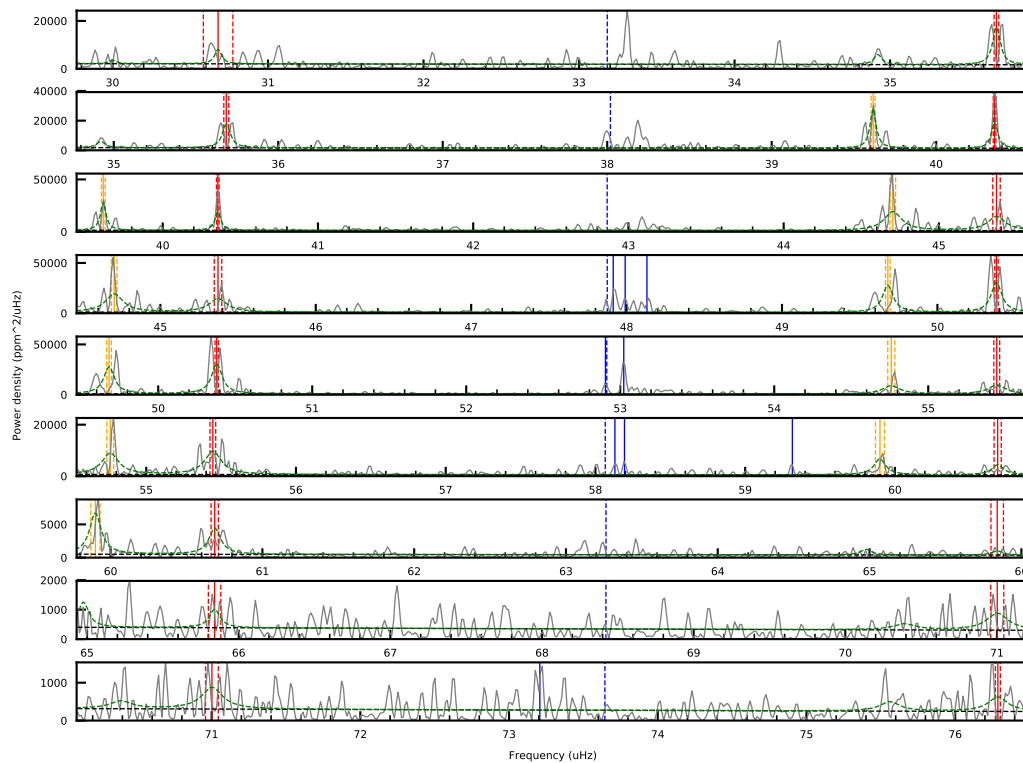 20000
0
30 31 32 33 34 35
40000
20000
0
35 36 37 38 39 40
50000
0
40 41 42 43 44 45
50000
0
45 46 47 48 49 50
50000
0
50 51 52 53 54 55
20000
0
55 56 57 58 59 60
5000
0
60 61 62 63 64 65 66
2000
1000
0
65 66 67 68 69 70 71
1000
0
71 72 73 74 75 76
Power density (ppm^2/uHz)
Frequency (uHz)